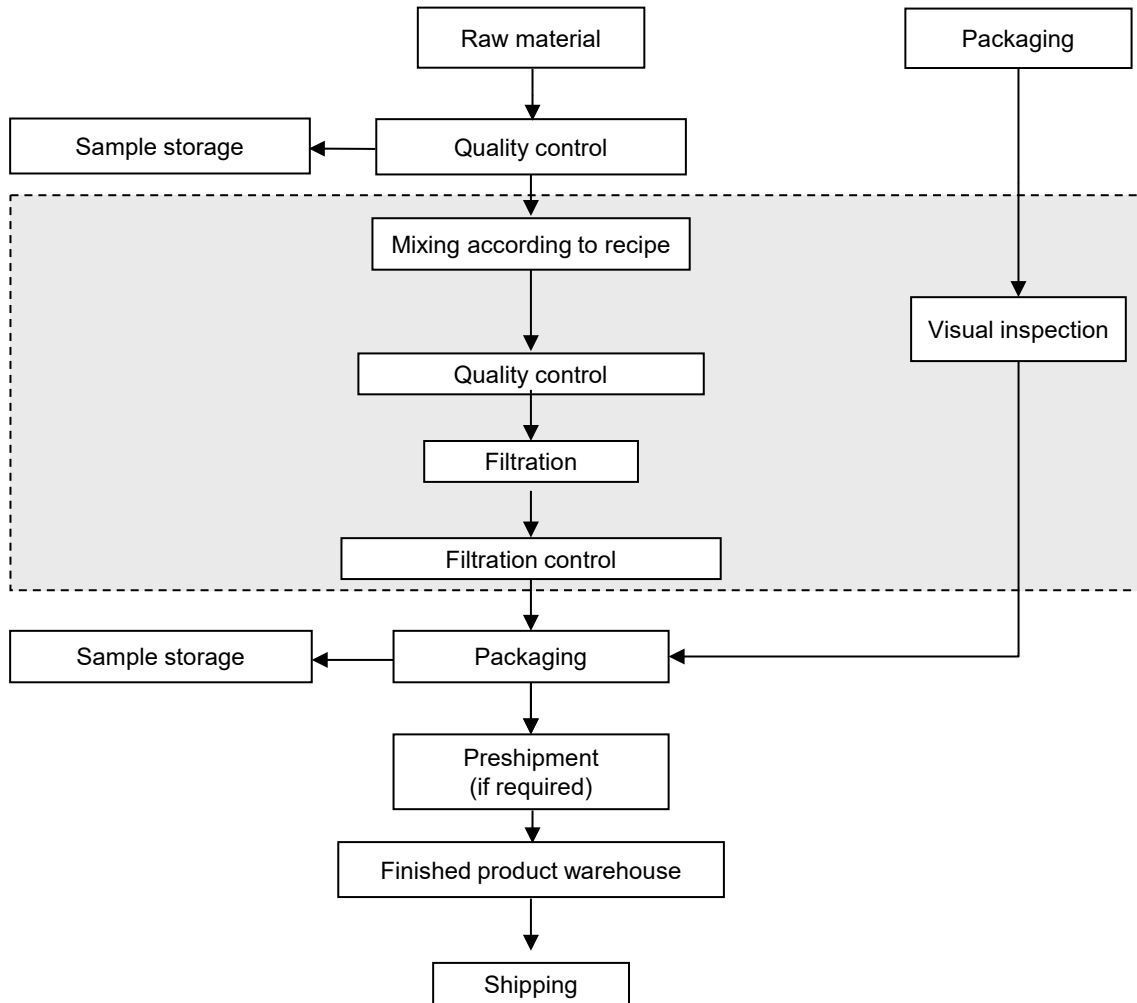 Raw material
Packaging
Sample storage
Quality control
Mixing according to recipe
Visual inspection
Quality control
Filtration
Filtration control
Sample storage
Packaging
Preshipment
(if required)
Finished product warehouse
Shipping